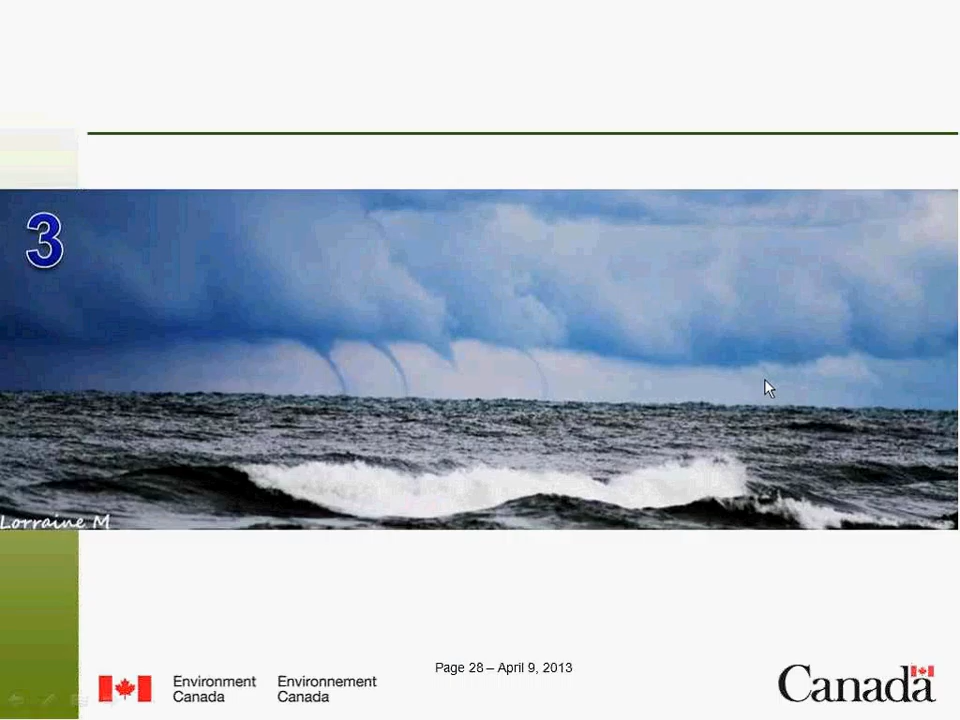 3
Lorraine M
Page 28 – April 9, 2013
Environment
Canada
Environnement
Canada
Canada